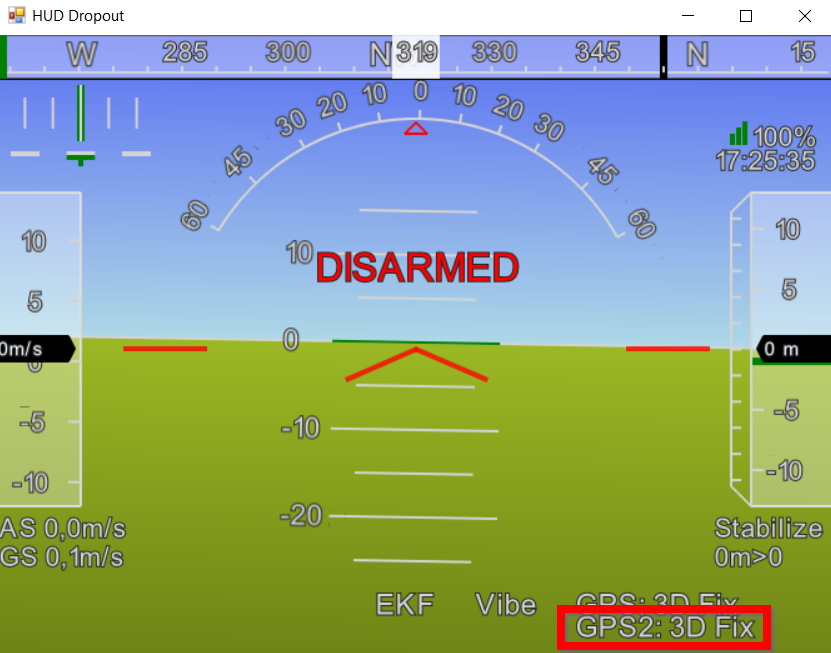 HUD Dropout
W 285 300 N 319 330 345 N 15
60 45 30 20 10 0 10 20 30 45 60
100%
17:25:35
10
5
0m/s
0
-5
-10
10
DISARMED
0
-10
-20
10
5
0 m
-5
-10
AS 0,0m/s
GS 0,1m/s
Stabilize
0m>0
EKF Vibe GPS: 3D Fix
GPS2: 3D Fix